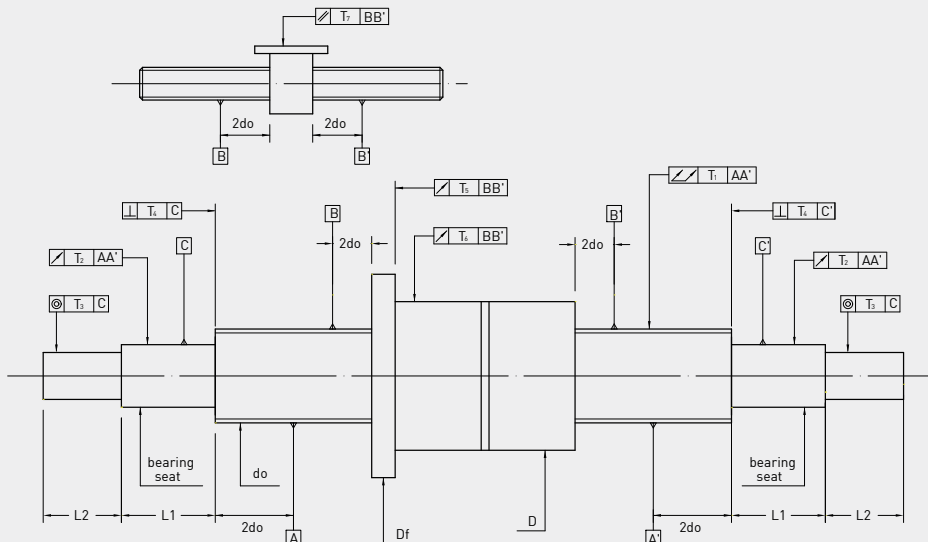 ⫽ T₇ BB'
2do 2do
B B'
T₁ AA'
T₅ BB'
⊥ T₄ C
B
B'
⊥ T₄ C'
2do
T₆ BB'
2do
C
C'
T₂ AA'
T₂ AA'
◎ T₃ C
◎ T₃ C
bearing
seat
do
bearing
seat
L2 L1 2do
D
2do L1 L2
A
Df
A'